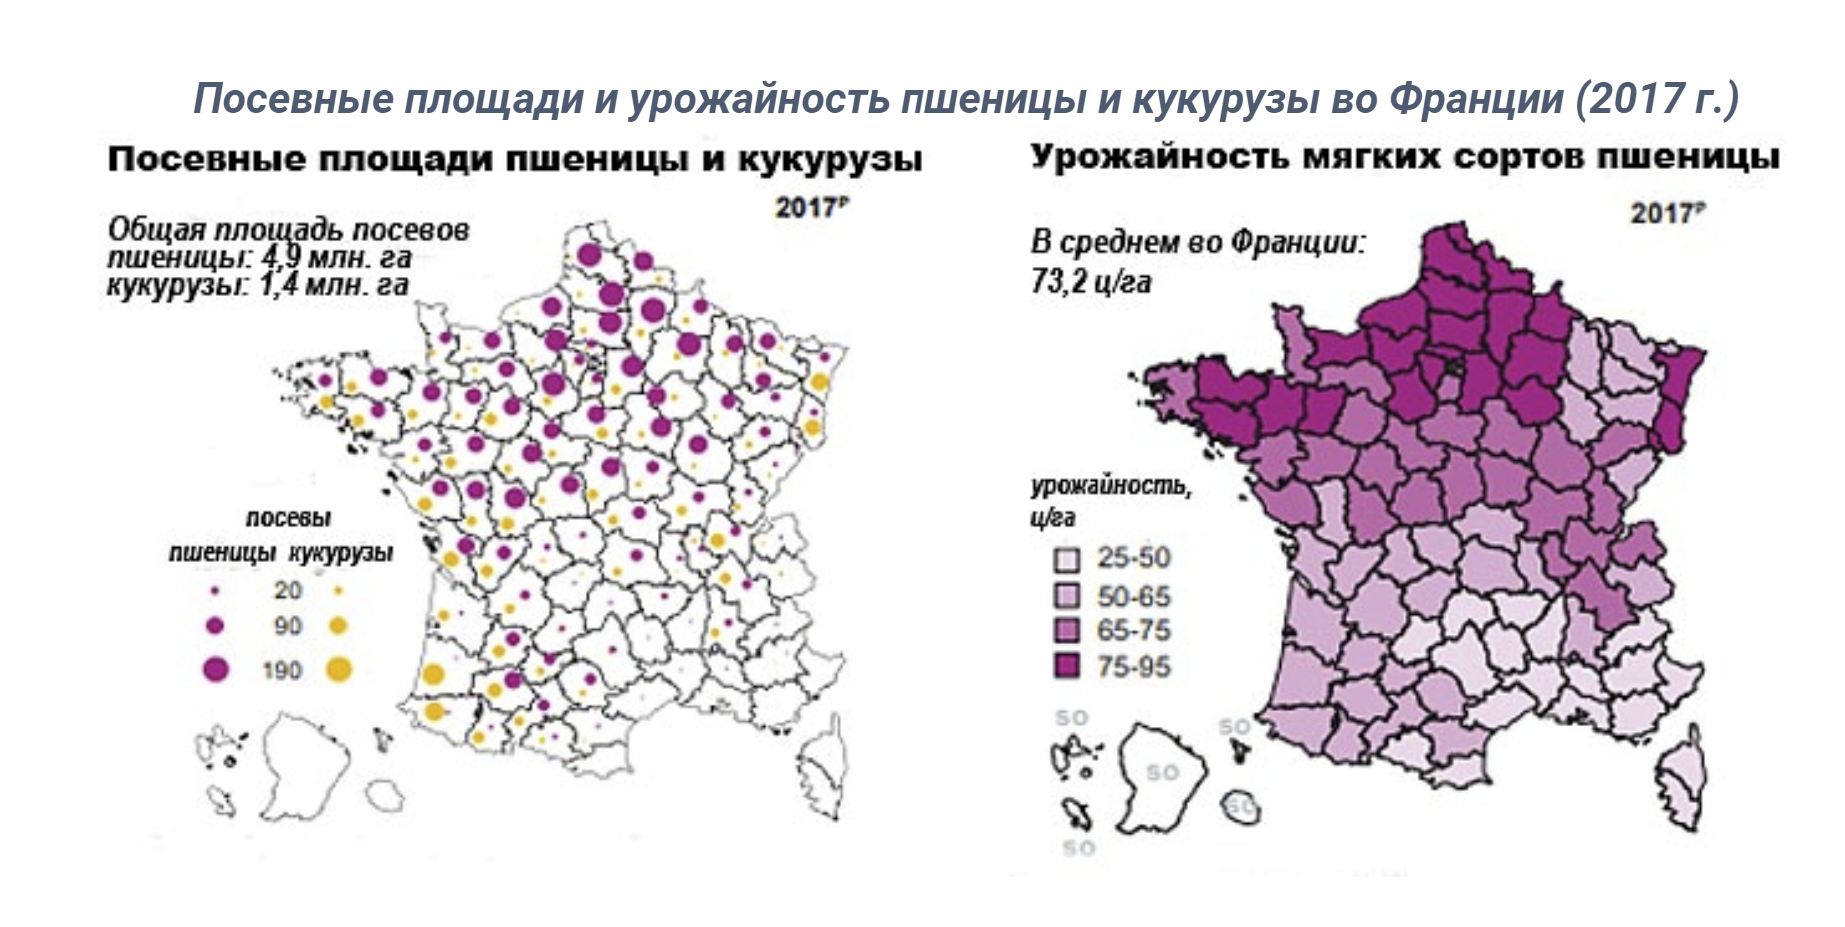 Посевные площади и урожайность пшеницы и кукурузы во Франции (2017 г.)
Посевные площади пшеницы и кукурузы
2017ᴾ
Общая площадь посевов
пшеницы: 4,9 млн. га
кукурузы: 1,4 млн. га
посевы
пшеницы кукурузы
20
90
190
Урожайность мягких сортов пшеницы
2017ᴾ
В среднем во Франции:
73,2 ц/га
урожайность,
ц/га
25-50
50-65
65-75
75-95
so
so
so
so
so